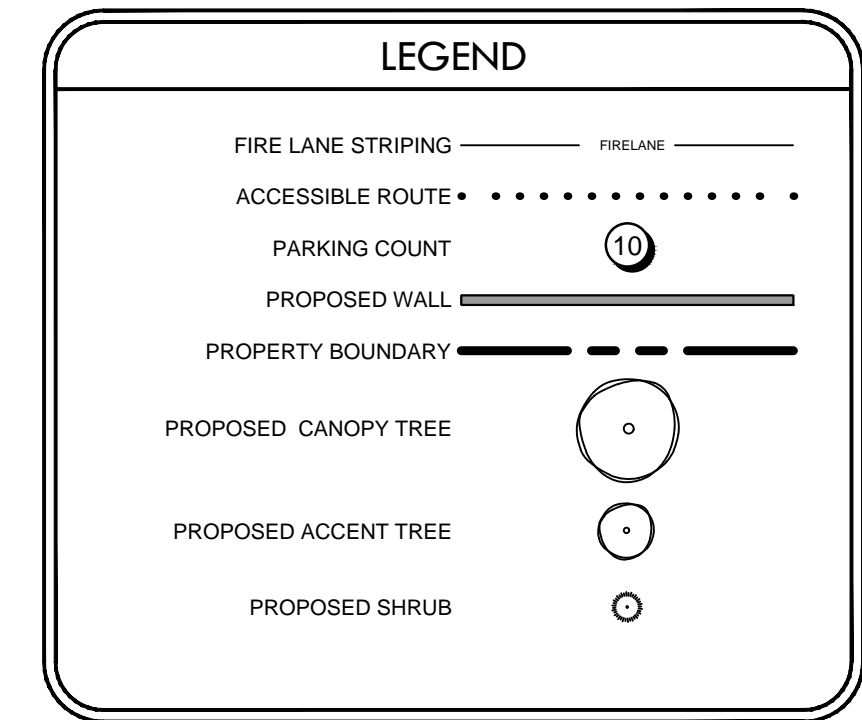 LEGEND
FIRE LANE STRIPING FIRELANE
ACCESSIBLE ROUTE
PARKING COUNT 10
PROPOSED WALL
PROPERTY BOUNDARY
PROPOSED CANOPY TREE
PROPOSED ACCENT TREE
PROPOSED SHRUB